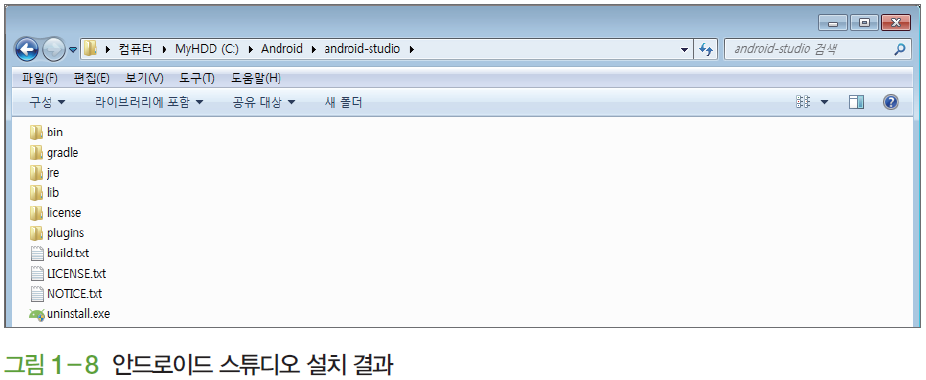 컴퓨터 MyHDD (C:) Android android-studio android-studio 검색
파일(F) 편집(E) 보기(V) 도구(T) 도움말(H)
구성 라이브러리에 포함 공유 대상 새 폴더
bin
gradle
jre
lib
license
plugins
build.txt
LICENSE.txt
NOTICE.txt
uninstall.exe
그림 1-8 안드로이드 스튜디오 설치 결과